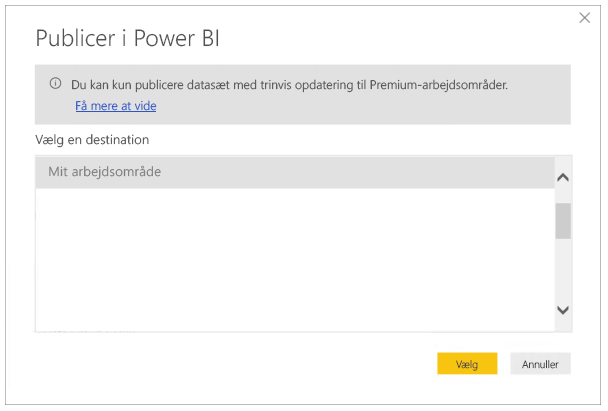 Publicer i Power BI
Du kan kun publicere datasæt med trinvis opdatering til Premium-arbejdsområder.
Få mere at vide
Vælg en destination
Mit arbejdsområde
Vælg
Annuller